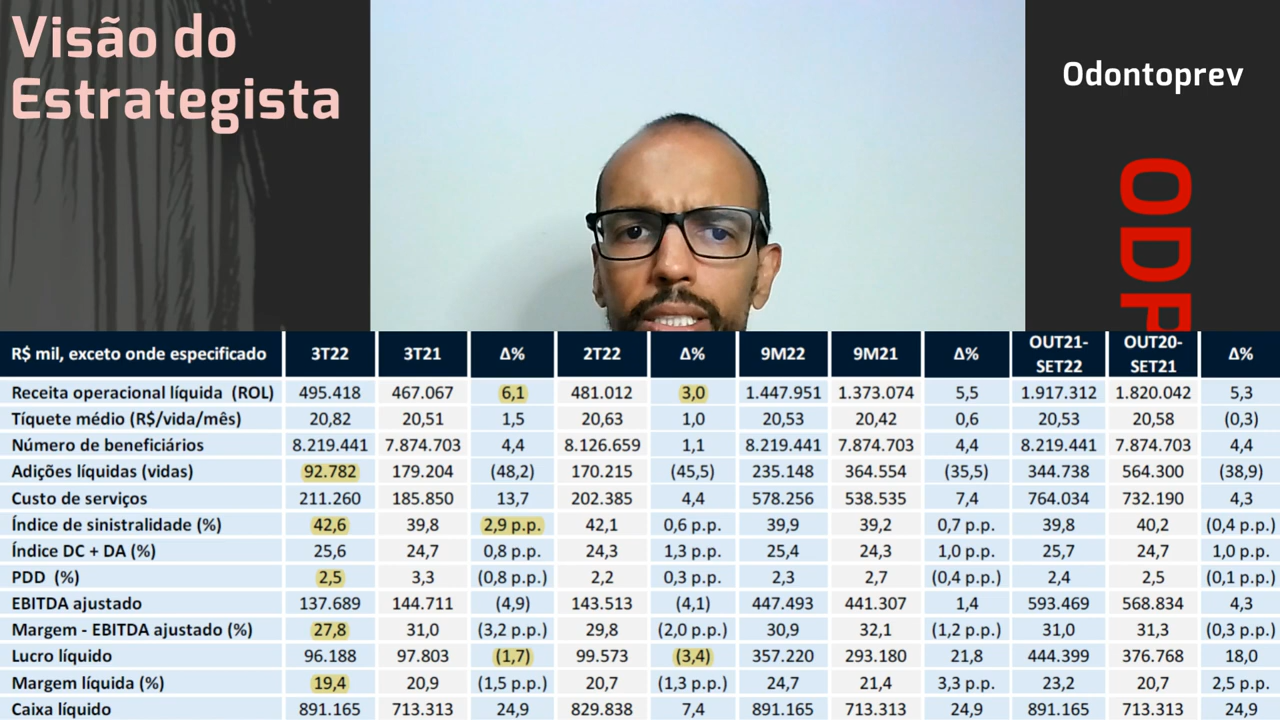 Visão do
Estrategista
Odontoprev
ODP
R$ mil, exceto onde especificado 3T22 3T21 Δ% 2T22 Δ% 9M22 9M21 Δ% OUT21-SET22 OUT20-SET21 Δ%
Receita operacional líquida (ROL) 495.418 467.067 6,1 481.012 3,0 1.447.951 1.373.074 5,5 1.917.312 1.820.042 5,3
Tíquete médio (R$/vida/mês) 20,82 20,51 1,5 20,63 1,0 20,53 20,42 0,6 20,53 20,58 (0,3)
Número de beneficiários 8.219.441 7.874.703 4,4 8.126.659 1,1 8.219.441 7.874.703 4,4 8.219.441 7.874.703 4,4
Adições líquidas (vidas) 92.782 179.204 (48,2) 170.215 (45,5) 235.148 364.554 (35,5) 344.738 564.300 (38,9)
Custo de serviços 211.260 185.850 13,7 202.385 4,4 578.256 538.535 7,4 764.034 732.190 4,3
Índice de sinistralidade (%) 42,6 39,8 2,9 p.p. 42,1 0,6 p.p. 39,9 39,2 0,7 p.p. 39,8 40,2 (0,4 p.p.)
Índice DC + DA (%) 25,6 24,7 0,8 p.p. 24,3 1,3 p.p. 25,4 24,3 1,0 p.p. 25,7 24,7 1,0 p.p.
PDD (%) 2,5 3,3 (0,8 p.p.) 2,2 0,3 p.p. 2,3 2,7 (0,4 p.p.) 2,4 2,5 (0,1 p.p.)
EBITDA ajustado 137.689 144.711 (4,9) 143.513 (4,1) 447.493 441.307 1,4 593.469 568.834 4,3
Margem - EBITDA ajustado (%) 27,8 31,0 (3,2 p.p.) 29,8 (2,0 p.p.) 30,9 32,1 (1,2 p.p.) 31,0 31,3 (0,3 p.p.)
Lucro líquido 96.188 97.803 (1,7) 99.573 (3,4) 357.220 293.180 21,8 444.399 376.768 18,0
Margem líquida (%) 19,4 20,9 (1,5 p.p.) 20,7 (1,3 p.p.) 24,7 21,4 3,3 p.p. 23,2 20,7 2,5 p.p.
Caixa líquido 891.165 713.313 24,9 829.838 7,4 891.165 713.313 24,9 891.165 713.313 24,9